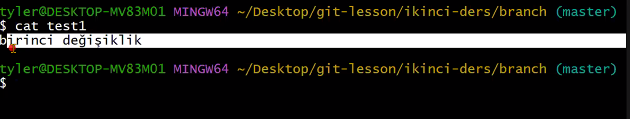 tyler@DESKTOP-MV83M01 MINGW64 ~/Desktop/git-lesson/ikinci-ders/branch (master)
$ cat test1
birinci değişiklik
tyler@DESKTOP-MV83M01 MINGW64 ~/Desktop/git-lesson/ikinci-ders/branch (master)
$